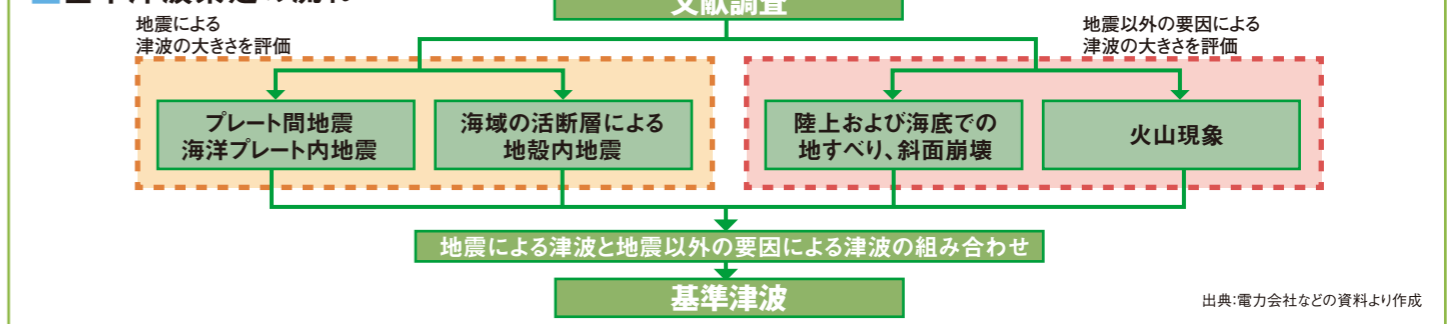 地震による
津波の大きさを評価
文献調査
地震以外の要因による
津波の大きさを評価
プレート間地震
海洋プレート内地震
海域の活断層による
地殻内地震
陸上および海底での
地すべり、斜面崩壊
火山現象
地震による津波と地震以外の要因による津波の組み合わせ
基準津波
出典:電力会社などの資料より作成